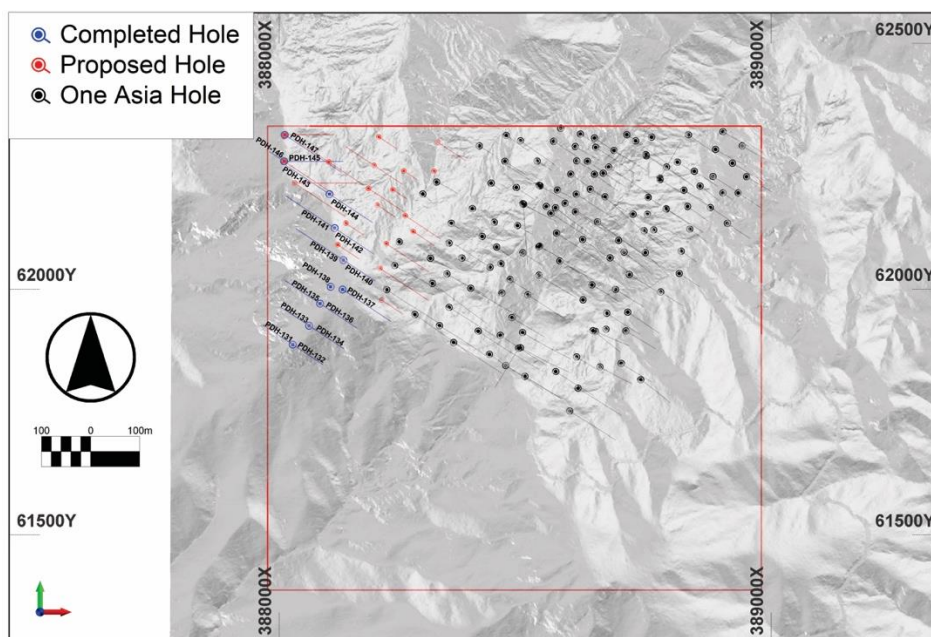 Completed Hole
Proposed Hole
One Asia Hole
388000X
389000X
62500Y
PDH-147
PDH-146
PDH-145
PDH-143
PDH-144
PDH-141
PDH-142
PDH-139
PDH-140
62000Y
62000Y
PDH-138
PDH-137
PDH-135
PDH-136
PDH-133
PDH-134
PDH-131
PDH-132
100 0 100m
61500Y
61500Y
388000X
389000X